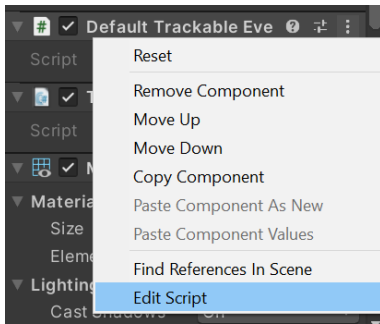 # Default Trackable Eve
Script
Reset
Remove Component
Move Up
Move Down
Copy Component
Paste Component As New
Paste Component Values
Find References In Scene
Edit Script
Script
Materia
Size
Eleme
Lighting
Cast Shadows On